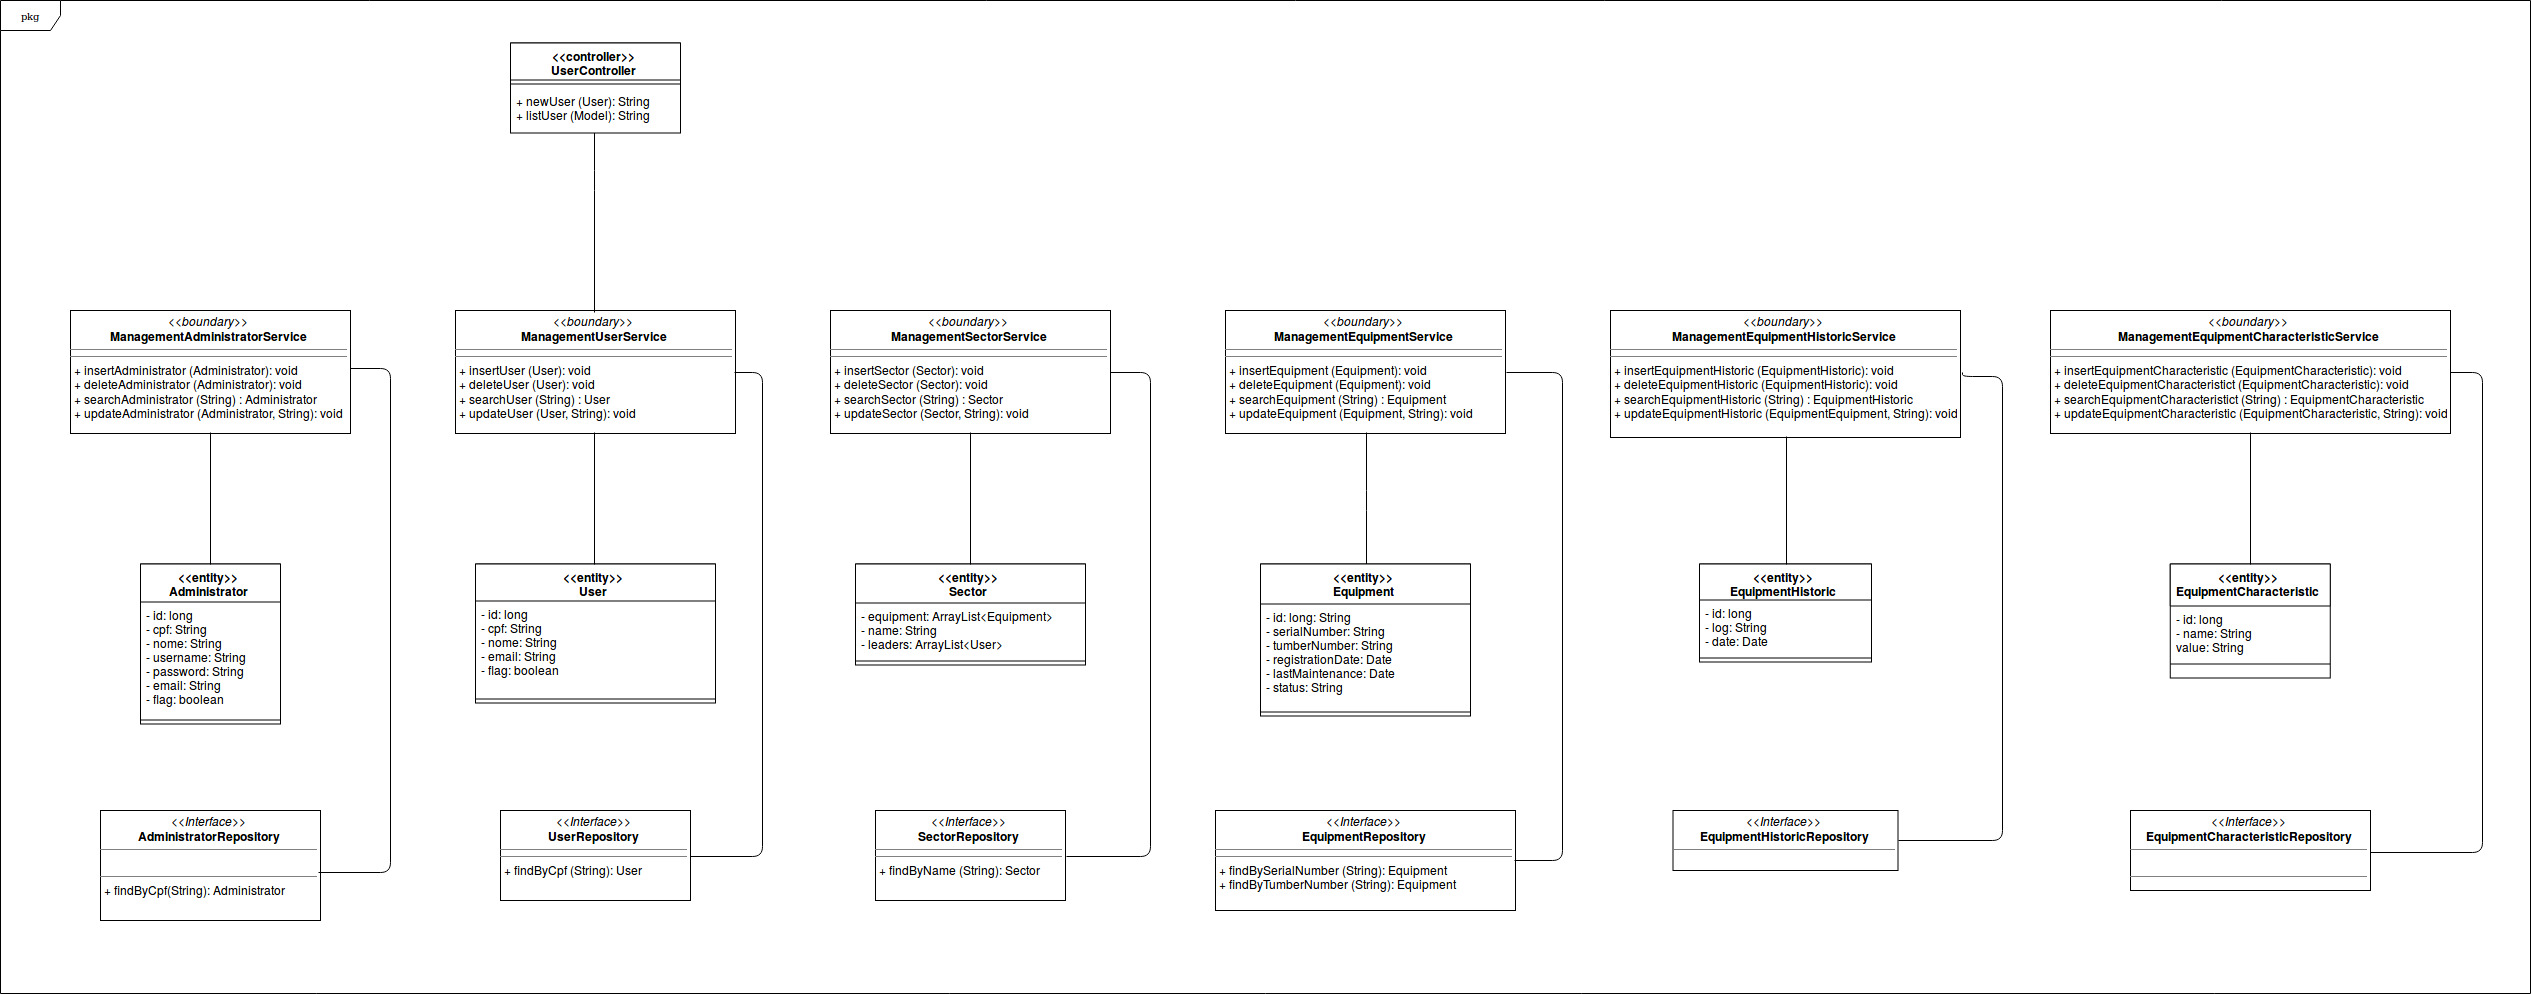 pkg
<<controller>>
UserController
+ newUser (User): String
+ listUser (Model): String
<<boundary>>
ManagementAdministratorService
+ insertAdministrator (Administrator): void
+ deleteAdministrator (Administrator): void
+ searchAdministrator (String) : Administrator
+ updateAdministrator (Administrator, String): void
<<boundary>>
ManagementUserService
+ insertUser (User): void
+ deleteUser (User): void
+ searchUser (String) : User
+ updateUser (User, String): void
<<boundary>>
ManagementSectorService
+ insertSector (Sector): void
+ deleteSector (Sector): void
+ searchSector (String) : Sector
+ updateSector (Sector, String): void
<<boundary>>
ManagementEquipmentService
+ insertEquipment (Equipment): void
+ deleteEquipment (Equipment): void
+ searchEquipment (String) : Equipment
+ updateEquipment (Equipment, String): void
<<boundary>>
ManagementEquipmentHistoricService
+ insertEquipmentHistoric (EquipmentHistoric): void
+ deleteEquipmentHistoric (EquipmentHistoric): void
+ searchEquipmentHistoric (String) : EquipmentHistoric
+ updateEquipmentHistoric (EquipmentEquipment, String): void
<<boundary>>
ManagementEquipmentCharacteristicService
+ insertEquipmentCharacteristic (EquipmentCharacteristic): void
+ deleteEquipmentCharacteristict (EquipmentCharacteristic): void
+ searchEquipmentCharacteristict (String) : EquipmentCharacteristic
+ updateEquipmentCharacteristic (EquipmentCharacteristic, String): void
<<entity>>
Administrator
- id: long
- cpf: String
- nome: String
- username: String
- password: String
- email: String
- flag: boolean
<<entity>>
User
- id: long
- cpf: String
- nome: String
- email: String
- flag: boolean
<<entity>>
Sector
- equipment: ArrayList<Equipment>
- name: String
- leaders: ArrayList<User>
<<entity>>
Equipment
- id: long: String
- serialNumber: String
- tumberNumber: String
- registrationDate: Date
- lastMaintenance: Date
- status: String
<<entity>>
EquipmentHistoric
- id: long
- log: String
- date: Date
<<entity>>
EquipmentCharacteristic
- id: long
- name: String
value: String
<<Interface>>
AdministratorRepository
+ findByCpf(String): Administrator
<<Interface>>
UserRepository
+ findByCpf (String): User
<<Interface>>
SectorRepository
+ findByName (String): Sector
<<Interface>>
EquipmentRepository
+ findBySerialNumber (String): Equipment
+ findByTumberNumber (String): Equipment
<<Interface>>
EquipmentHistoricRepository
<<Interface>>
EquipmentCharacteristicRepository